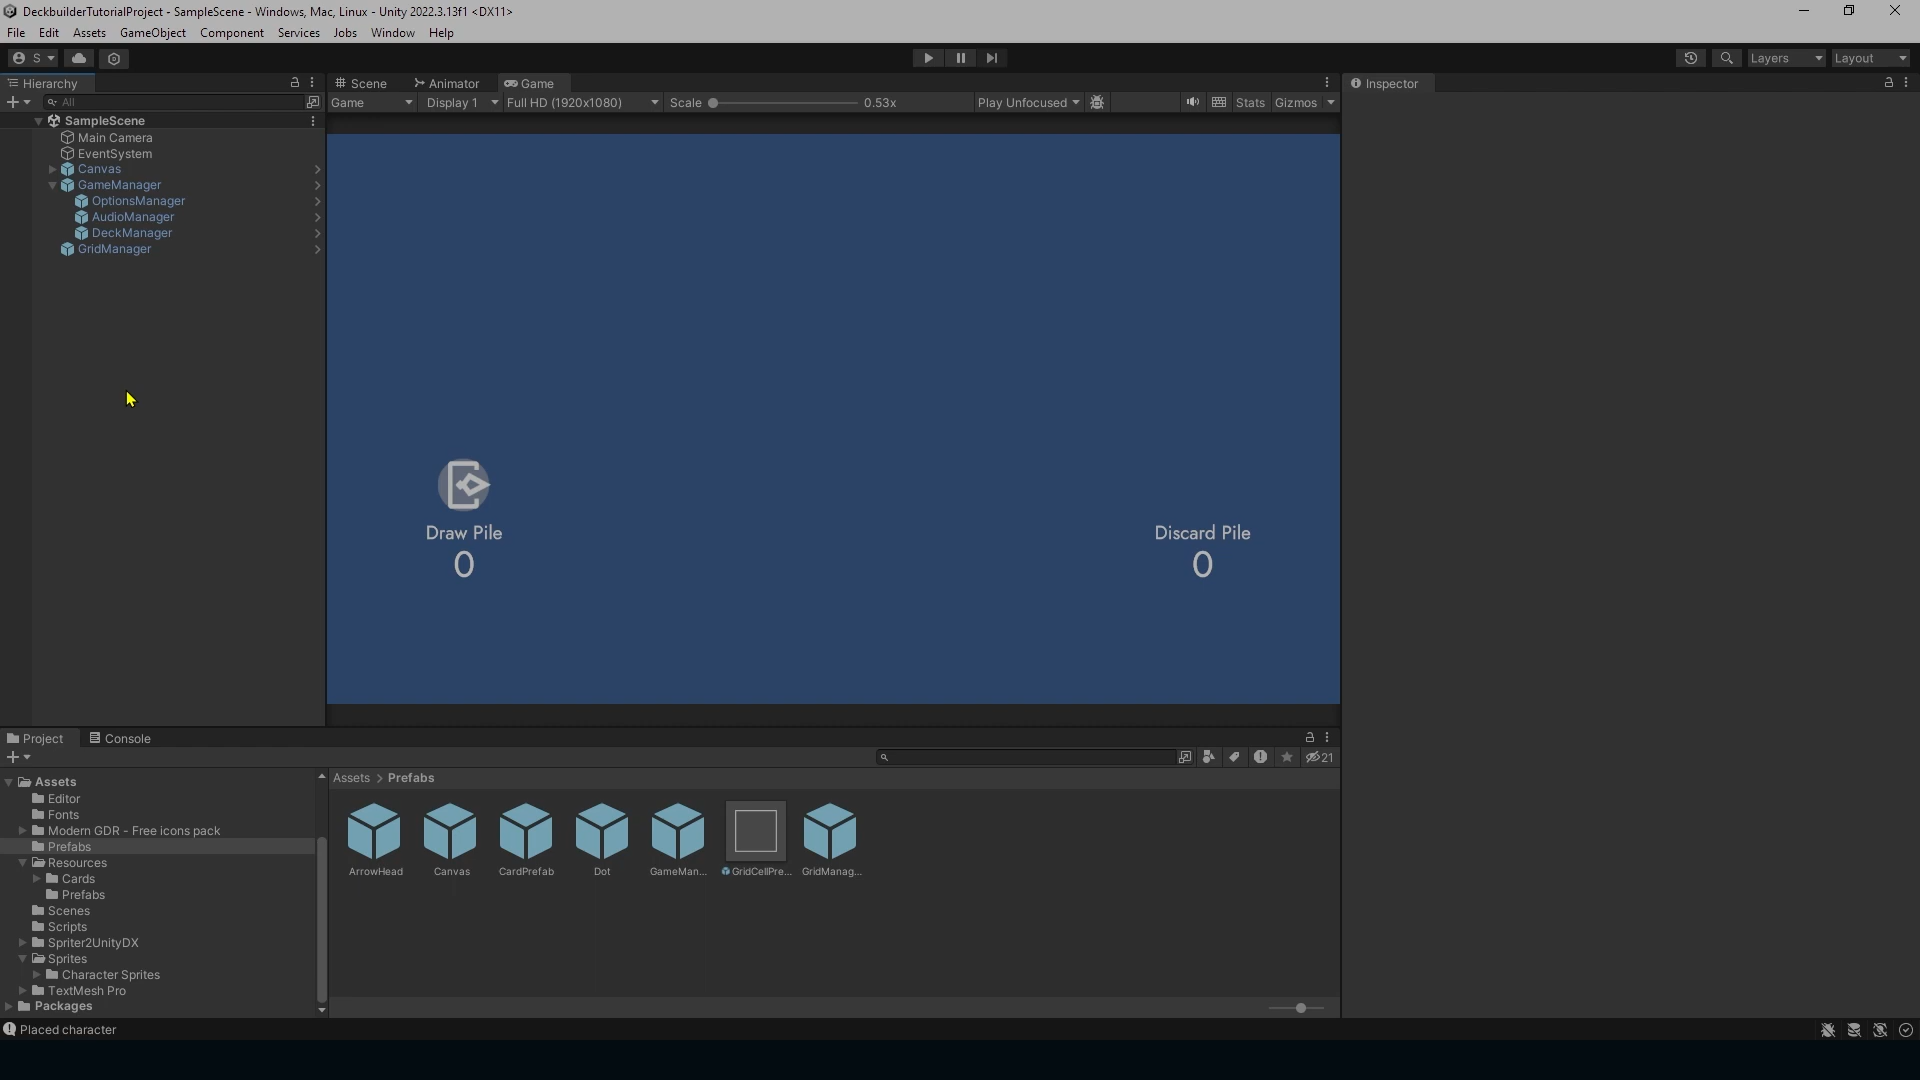 DeckbuilderTutorialProject - SampleScene - Windows, Mac, Linux - Unity 2022.3.13f1 <DX11>
File Edit Assets GameObject Component Services Jobs Window Help
S Layers Layout
Hierarchy Scene Animator Game Inspector
All Game Display 1 Full HD (1920x1080) Scale 0.53x Play Unfocused Stats Gizmos
SampleScene
Main Camera
EventSystem
Canvas
GameManager
OptionsManager
AudioManager
DeckManager
GridManager
Draw Pile
0
Discard Pile
0
Project Console
21
Assets > Prefabs
Assets
Editor
Fonts
Modern GDR - Free icons pack
Prefabs
Resources
Cards
Prefabs
Scenes
Scripts
Spriter2UnityDX
Sprites
Character Sprites
TextMesh Pro
Packages
ArrowHead Canvas CardPrefab Dot GameMan... GridCellPre... GridManag...
Placed character